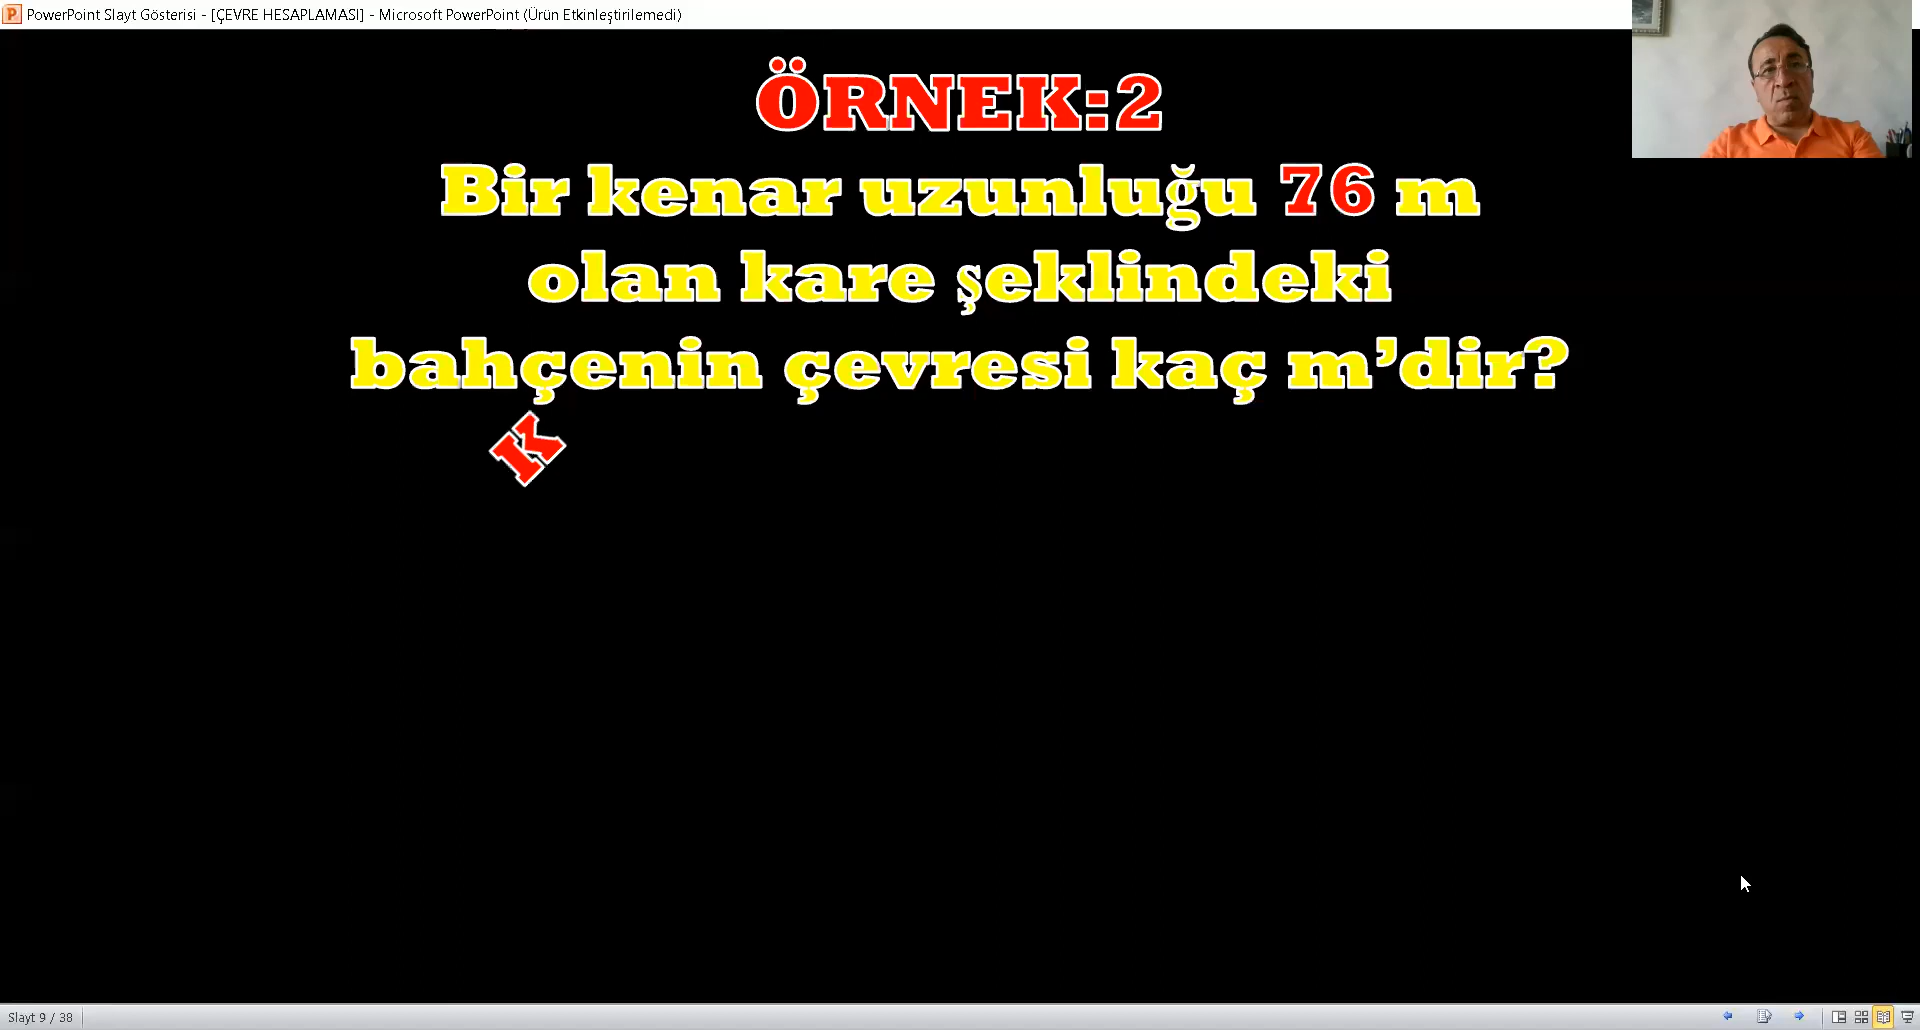 PowerPoint Slayt Gösterisi - [ÇEVRE HESAPLAMASI] - Microsoft PowerPoint (Ürün Etkinleştirilemedi)
ÖRNEK:2
Bir kenar uzunluğu 76 m
olan kare şeklindeki
bahçenin çevresi kaç m’dir?
K
Slayt 9 / 38